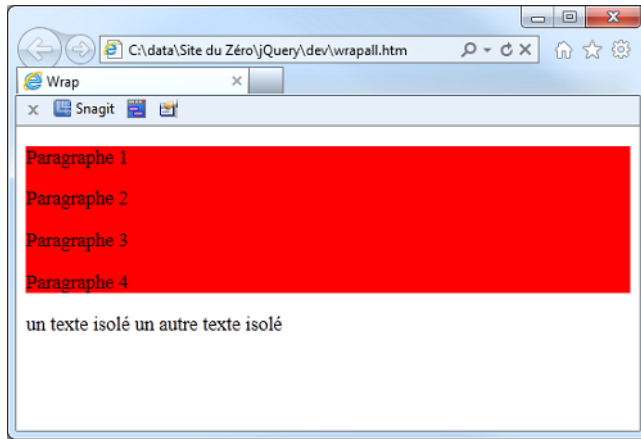 C:\data\Site du Zéro\jQuery\dev\wrapall.htm
Wrap
Snagit
Paragraphe 1
Paragraphe 2
Paragraphe 3
Paragraphe 4
un texte isolé un autre texte isolé